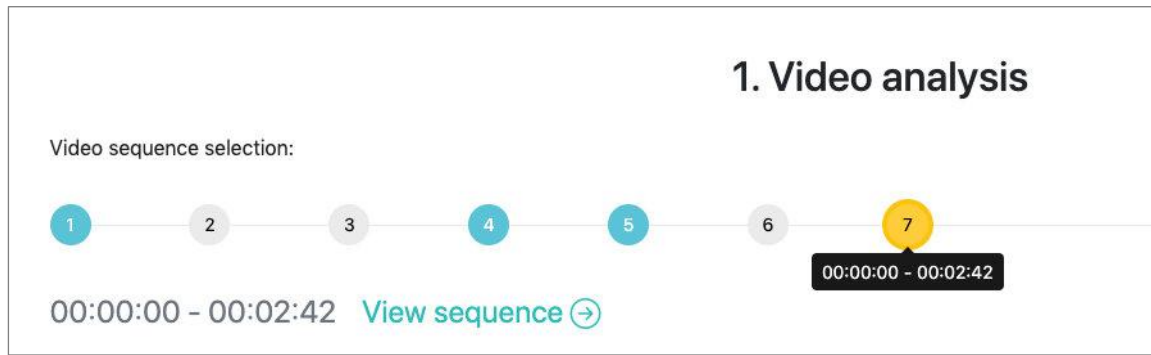 1. Video analysis
Video sequence selection:
1 2 3 4 5 6 7
00:00:00 - 00:02:42
00:00:00 - 00:02:42 View sequence